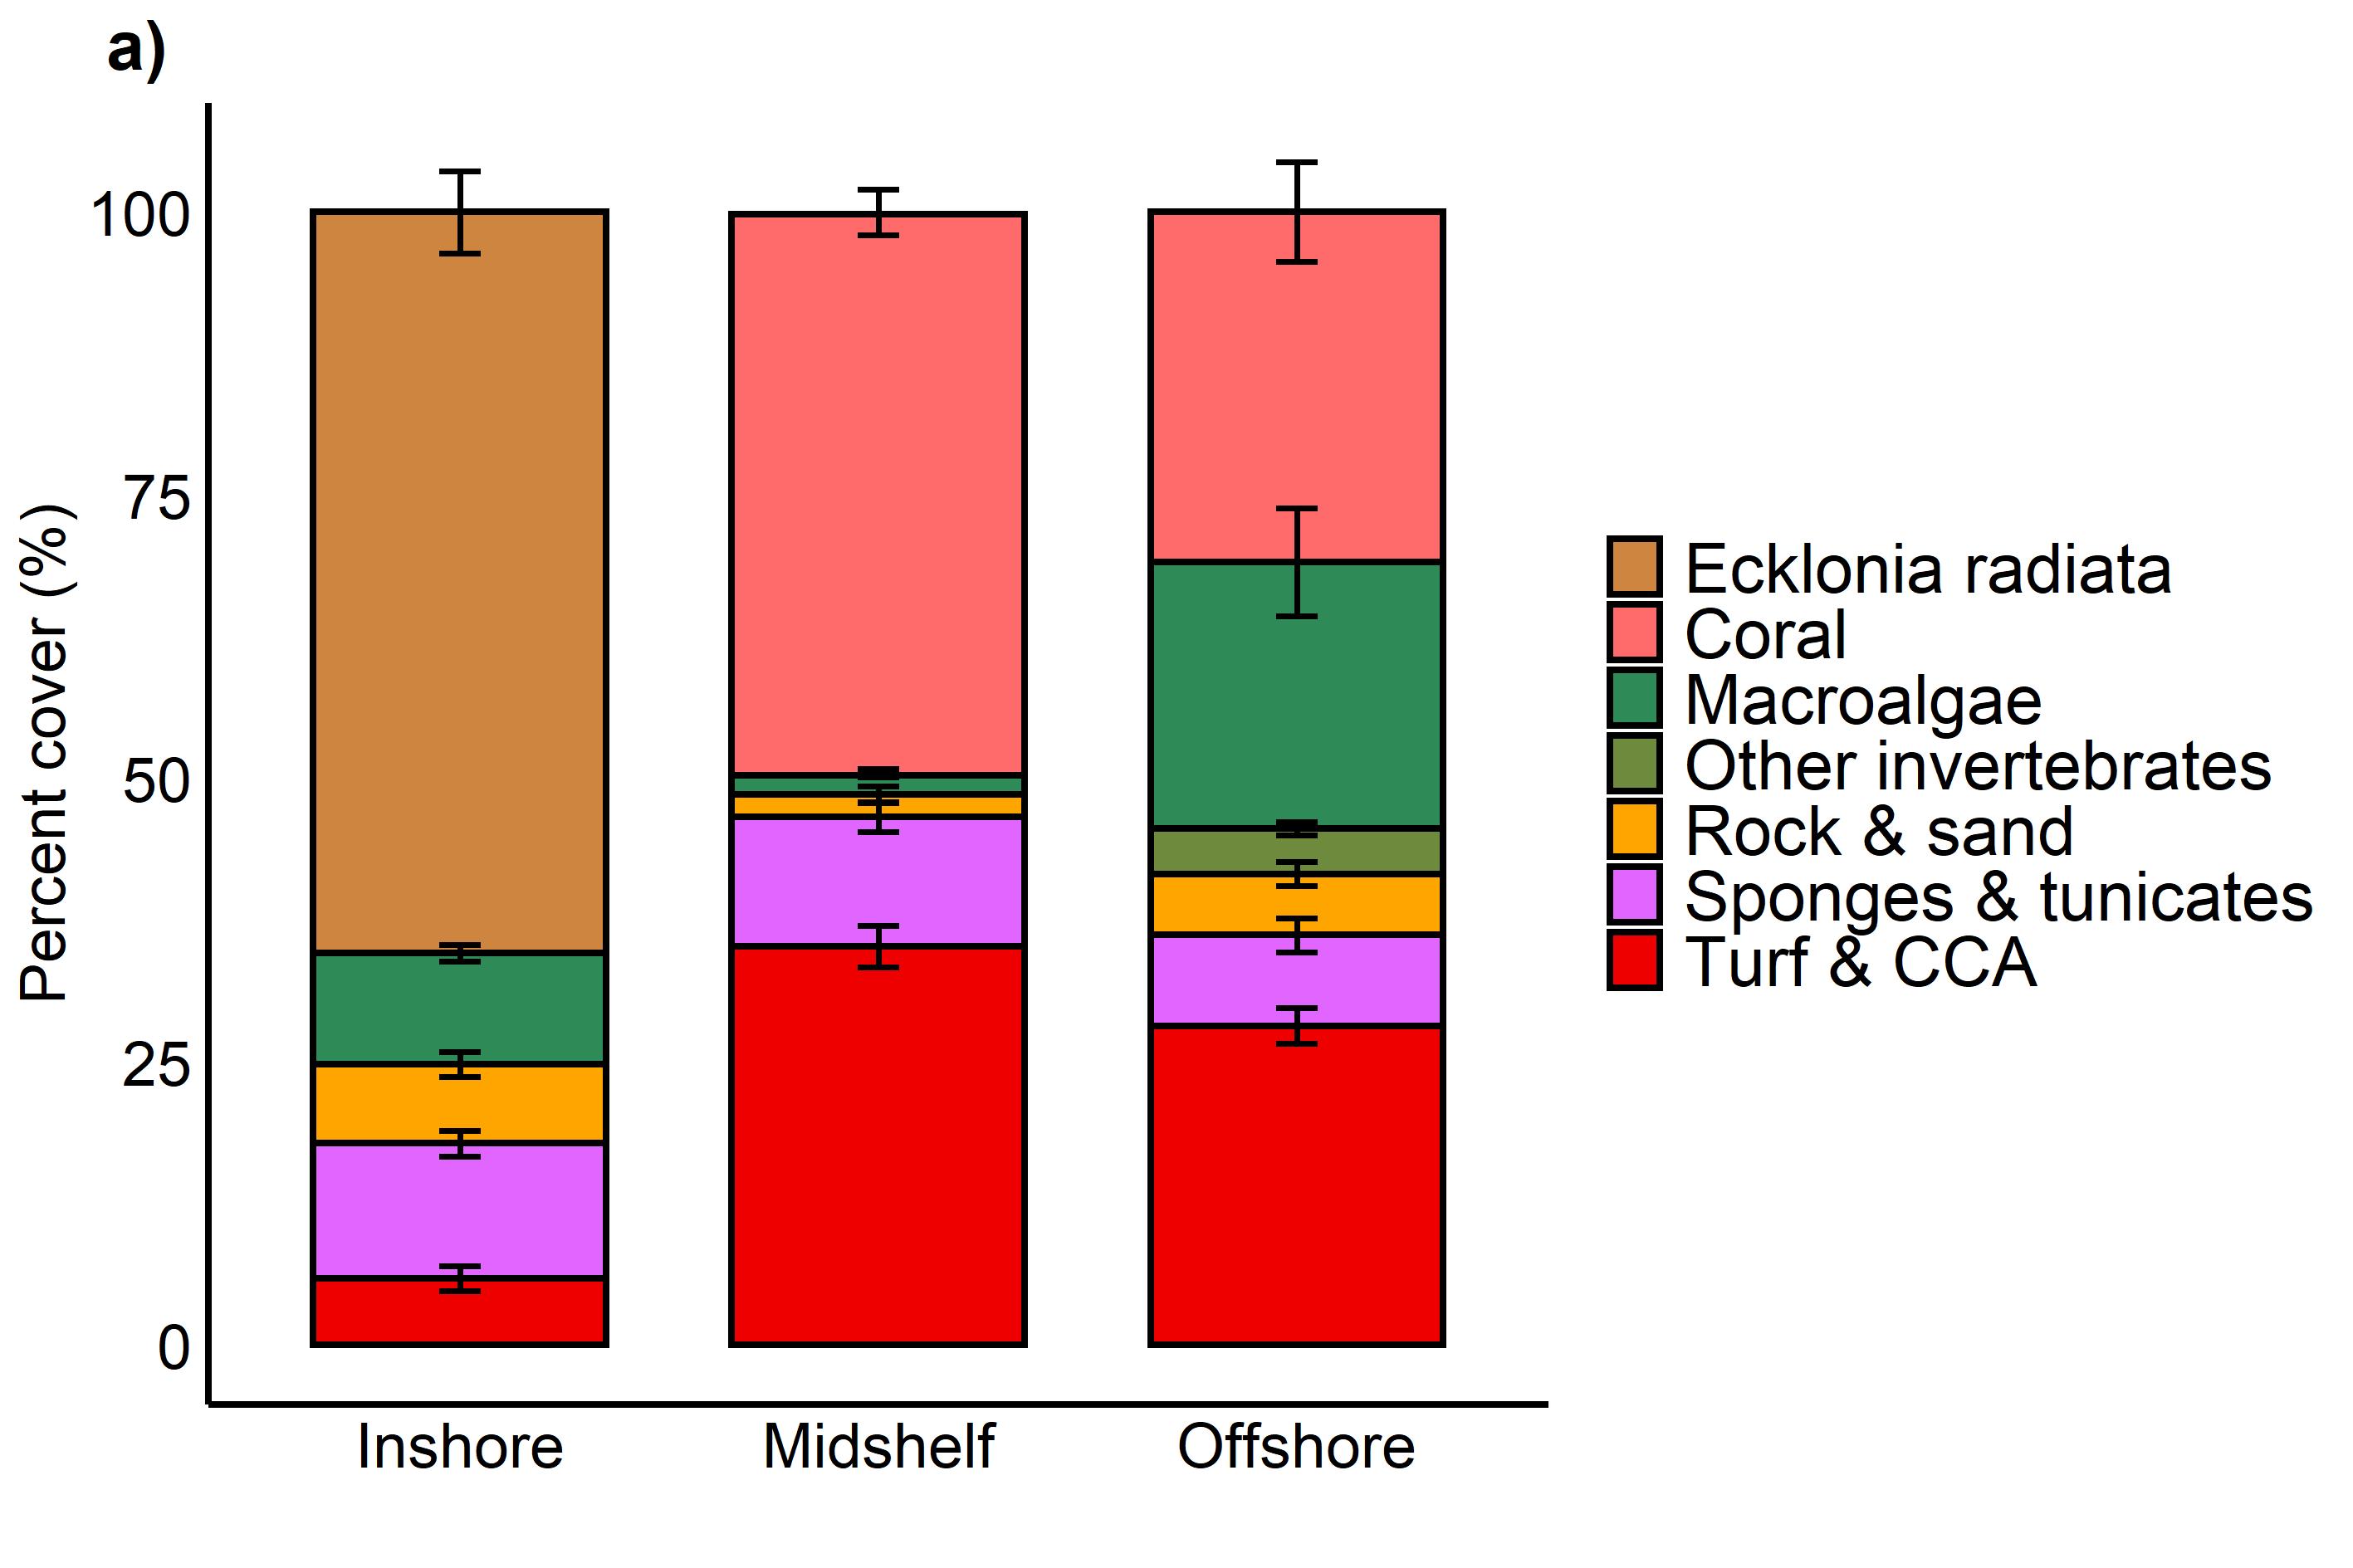 a)
Percent cover (%)
100
75
50
25
0
Inshore
Midshelf
Offshore
Ecklonia radiata
Coral
Macroalgae
Other invertebrates
Rock & sand
Sponges & tunicates
Turf & CCA